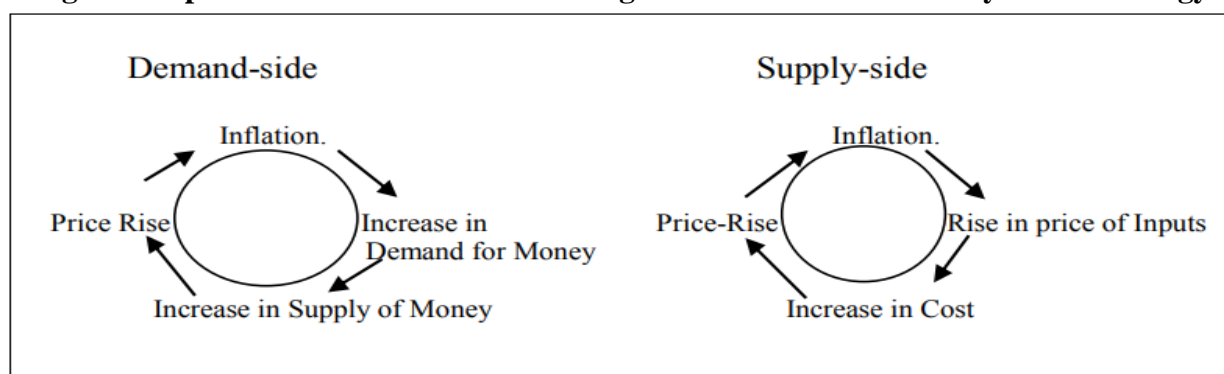 Demand-side
Supply-side
Inflation.
Inflation.
Price Rise
Increase in
Demand for Money
Price-Rise
Rise in price of Inputs
Increase in Supply of Money
Increase in Cost